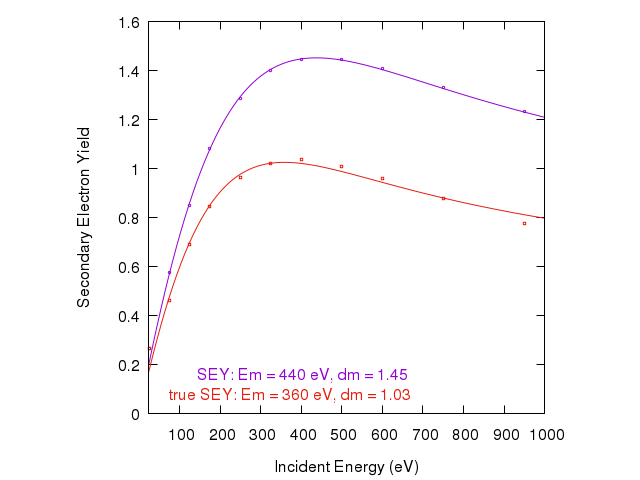 1.6
1.4
1.2
1
0.8
0.6
0.4
0.2
0
Secondary Electron Yield
SEY: Em = 440 eV, dm = 1.45
true SEY: Em = 360 eV, dm = 1.03
100 200 300 400 500 600 700 800 900 1000
Incident Energy (eV)